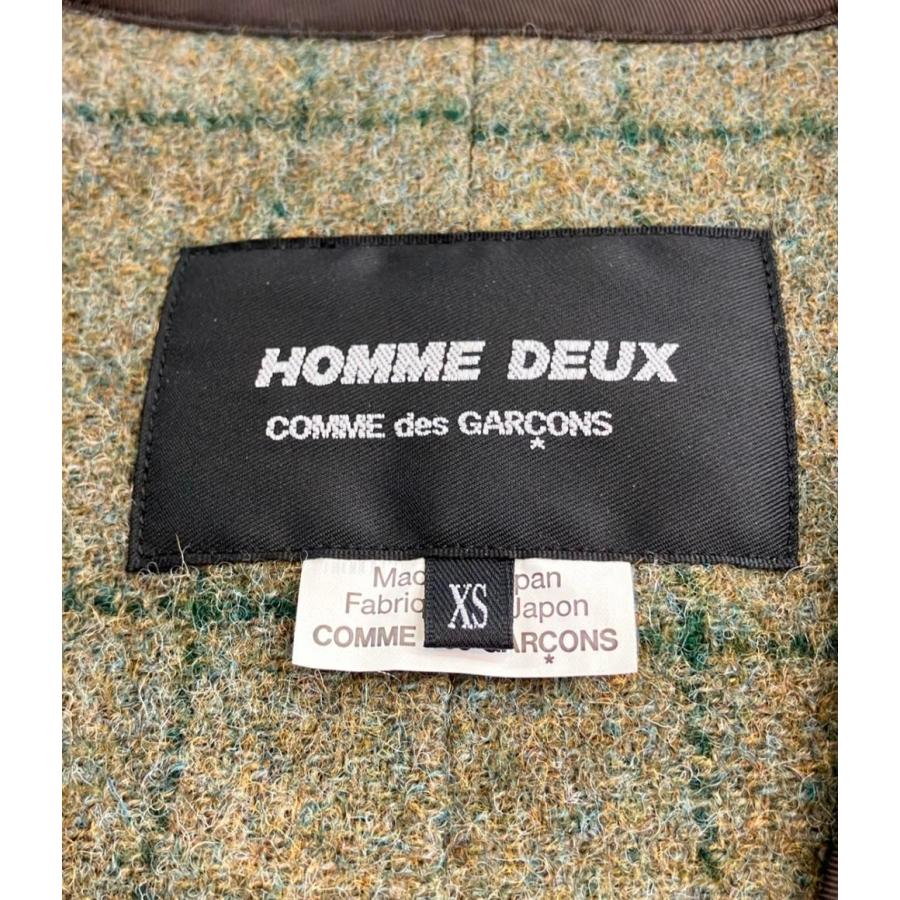 HOMME DEUX
COMME des GARÇONS
XS
Japon
COMME GARÇONS